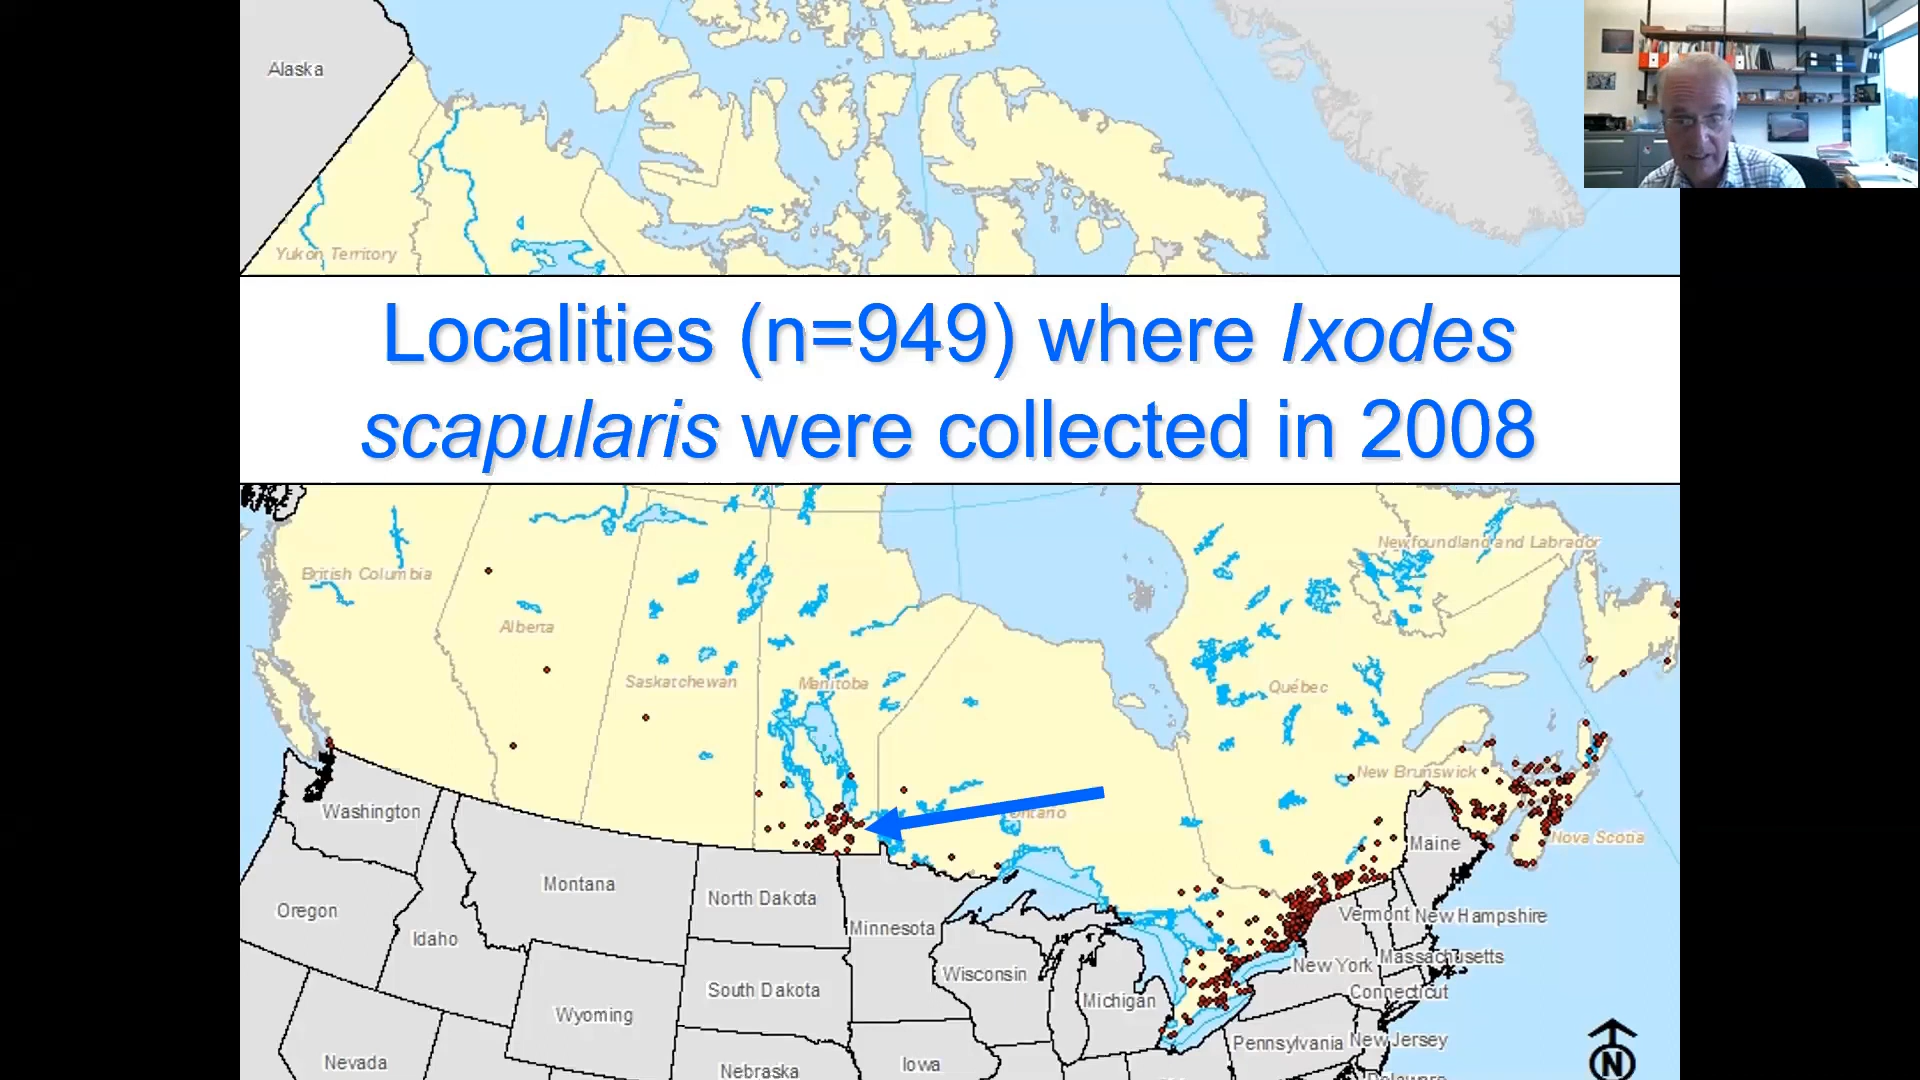 Alaska
Yukon Territory
Localities (n=949) where Ixodes
scapularis were collected in 2008
Newfoundland and Labrador
British Columbia
Alberta
Saskatchewan
Manitoba
Québec
New Brunswick
Ontario
Nova Scotia
Washington
Maine
Montana
North Dakota
Oregon
Minnesota
Vermont
New Hampshire
Idaho
Wisconsin
New York
Massachusetts
South Dakota
Michigan
Connecticut
Wyoming
Pennsylvania
New Jersey
Nevada
Nebraska
Iowa
Delaware
N